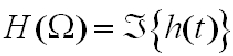 H(Ω) = ℑ{h(t)}